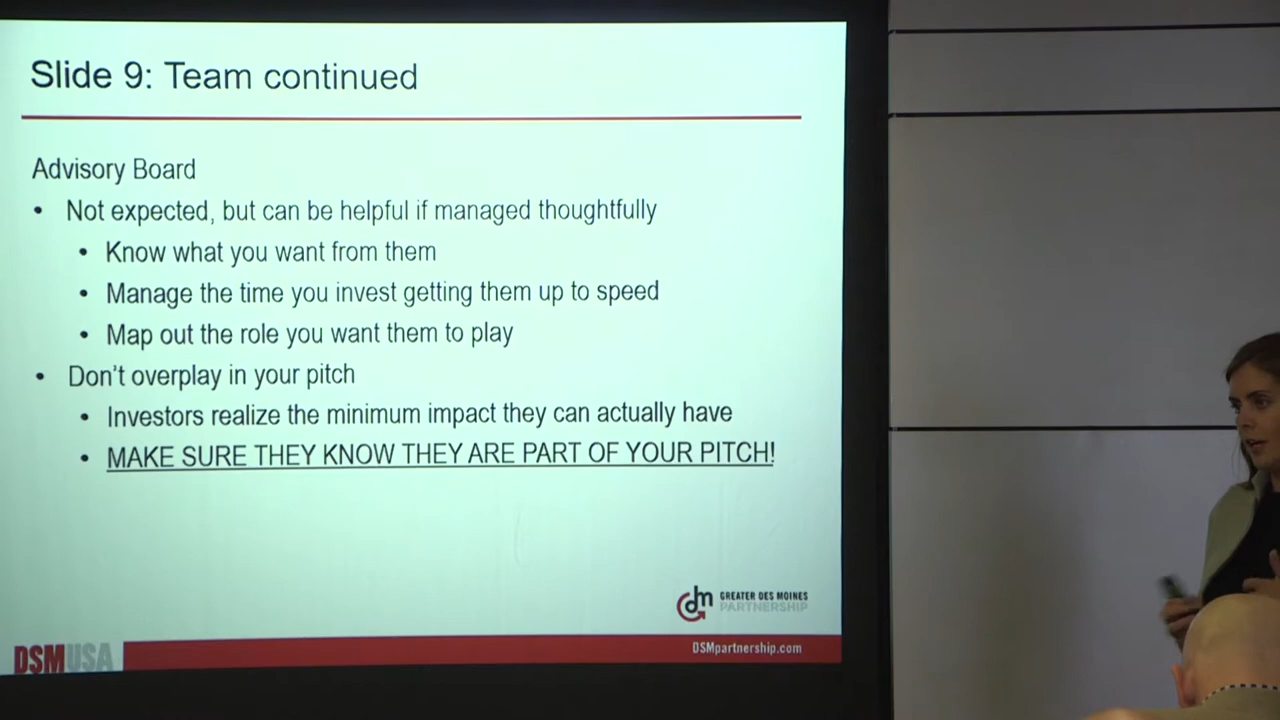 Slide 9: Team continued
Advisory Board
• Not expected, but can be helpful if managed thoughtfully
• Know what you want from them
• Manage the time you invest getting them up to speed
• Map out the role you want them to play
• Don't overplay in your pitch
• Investors realize the minimum impact they can actually have
• MAKE SURE THEY KNOW THEY ARE PART OF YOUR PITCH!
dm GREATER DES MOINES
PARTNERSHIP
DSMUSA
DSMpartnership.com